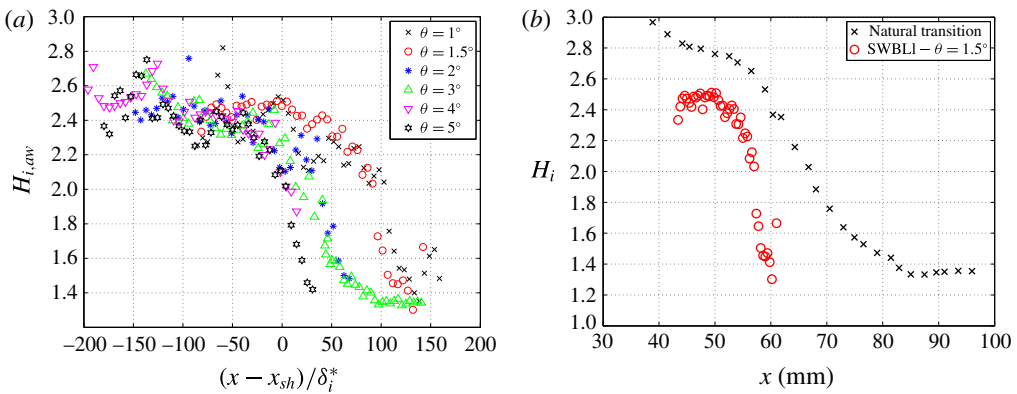 (a)
3.0
2.8
2.6
2.4
2.2
2.0
1.8
1.6
1.4
H_{i,aw}
−200
−150
−100
−50
0
50
100
150
200
(x − x_{sh})/δ_i^*
θ = 1°
θ = 1.5°
θ = 2°
θ = 3°
θ = 4°
θ = 5°
(b)
3.0
2.8
2.6
2.4
2.2
2.0
1.8
1.6
1.4
1.2
1.0
H_i
30
40
50
60
70
80
90
100
x (mm)
Natural transition
SWBLI − θ = 1.5°